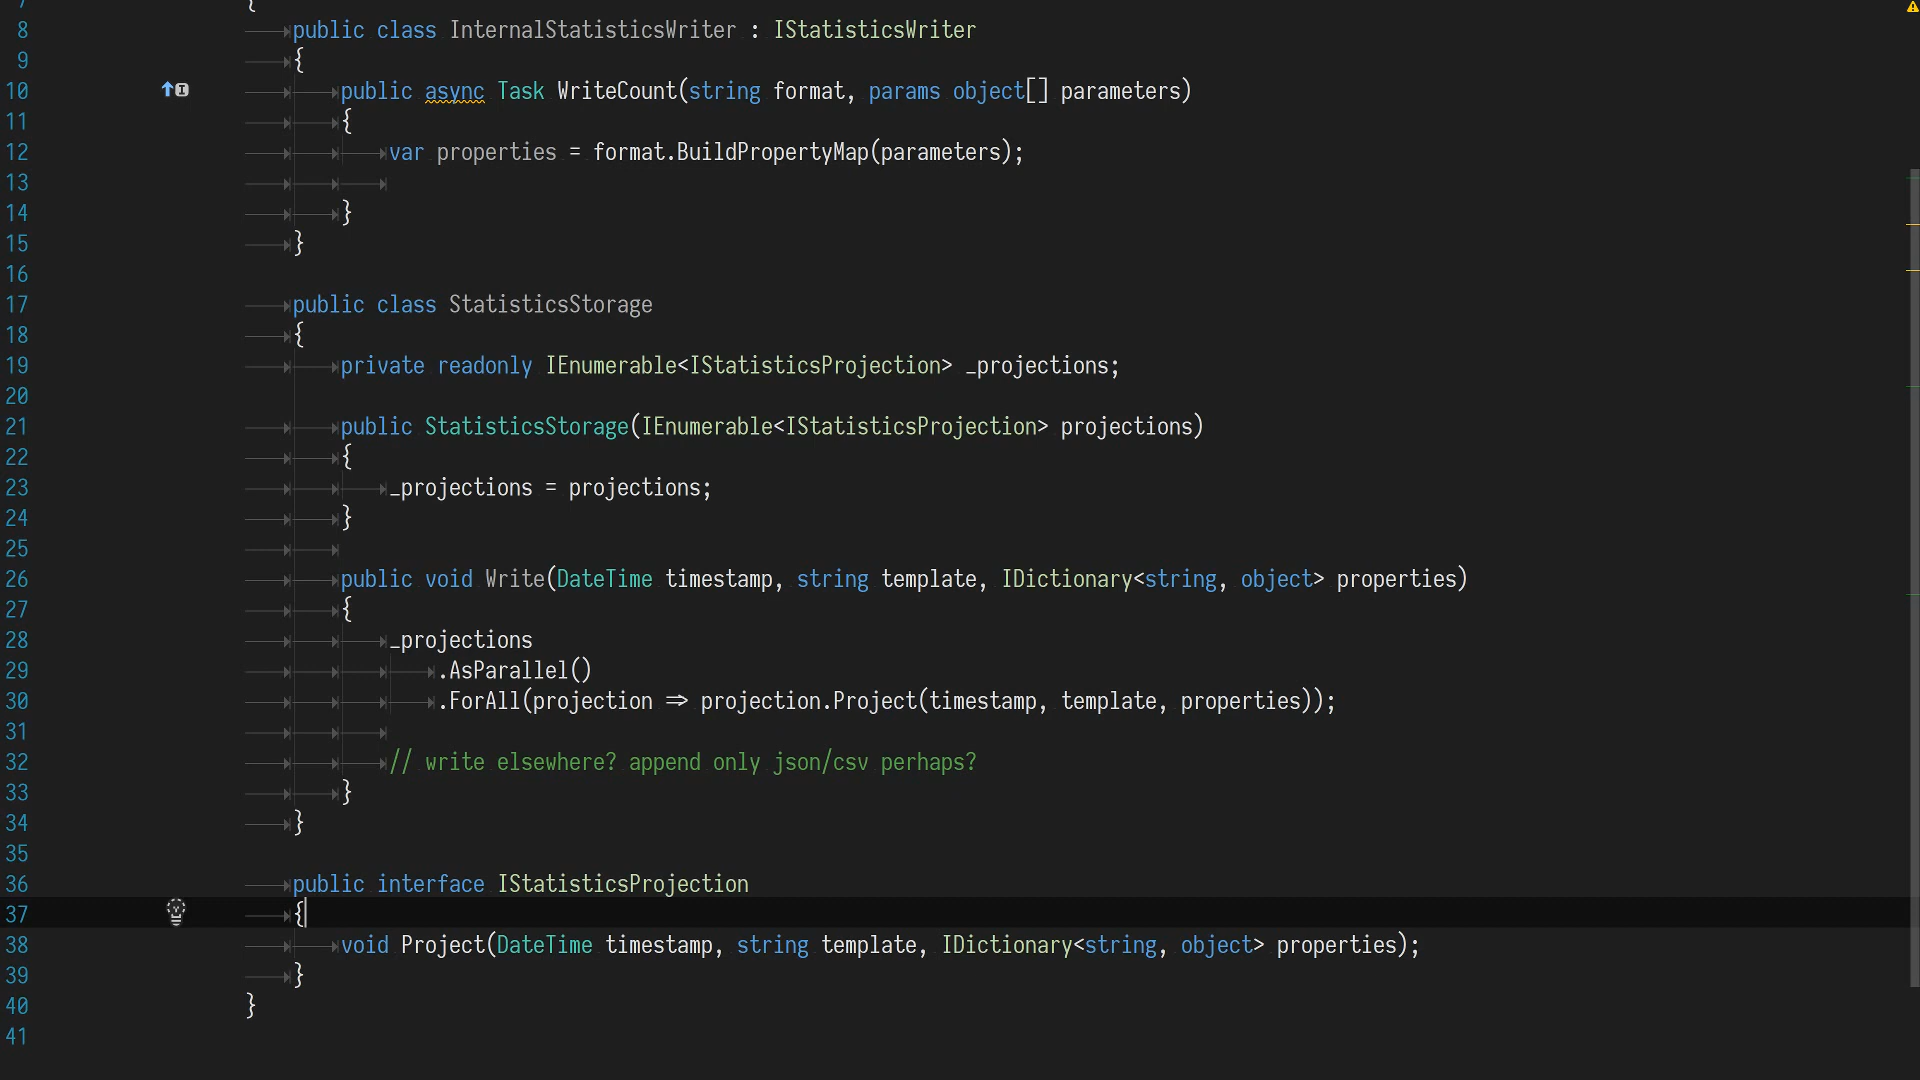 7 {
8 public class InternalStatisticsWriter : IStatisticsWriter
9 {
10 public async Task WriteCount(string format, params object[] parameters)
11 {
12 var properties = format.BuildPropertyMap(parameters);
13
14 }
15 }
16
17 public class StatisticsStorage
18 {
19 private readonly IEnumerable<IStatisticsProjection> _projections;
20
21 public StatisticsStorage(IEnumerable<IStatisticsProjection> projections)
22 {
23 _projections = projections;
24 }
25
26 public void Write(DateTime timestamp, string template, IDictionary<string, object> properties)
27 {
28 _projections
29 .AsParallel()
30 .ForAll(projection => projection.Project(timestamp, template, properties));
31
32 // write elsewhere? append only json/csv perhaps?
33 }
34 }
35
36 public interface IStatisticsProjection
37 {
38 void Project(DateTime timestamp, string template, IDictionary<string, object> properties);
39 }
40 }
41